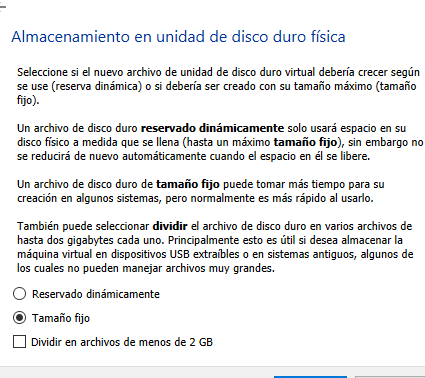 Almacenamiento en unidad de disco duro física
Seleccione si el nuevo archivo de unidad de disco duro virtual debería crecer según
se use (reserva dinámica) o si debería ser creado con su tamaño máximo (tamaño
fijo).
Un archivo de disco duro reservado dinámicamente solo usará espacio en su
disco físico a medida que se llena (hasta un máximo tamaño fijo), sin embargo no
se reducirá de nuevo automáticamente cuando el espacio en él se libere.
Un archivo de disco duro de tamaño fijo puede tomar más tiempo para su
creación en algunos sistemas, pero normalmente es más rápido al usarlo.
También puede seleccionar dividir el archivo de disco duro en varios archivos de
hasta dos gigabytes cada uno. Principalmente esto es útil si desea almacenar la
máquina virtual en dispositivos USB extraíbles o en sistemas antiguos, algunos de
los cuales no pueden manejar archivos muy grandes.
Reservado dinámicamente
Tamaño fijo
Dividir en archivos de menos de 2 GB